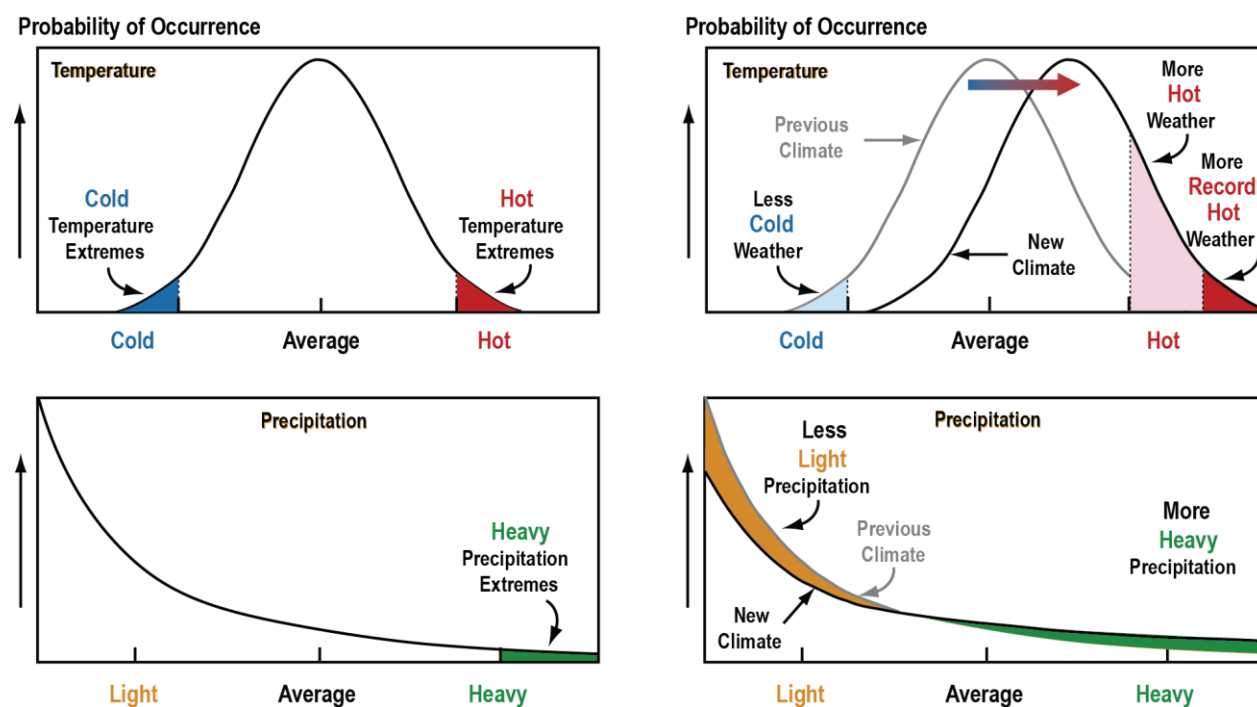 Probability of Occurrence
Temperature
Cold
Temperature
Extremes
Hot
Temperature
Extremes
Cold
Average
Hot
Probability of Occurrence
Temperature
Previous
Climate
More
Hot
Weather
More
Record
Hot
Weather
Less
Cold
Weather
New
Climate
Cold
Average
Hot
Precipitation
Heavy
Precipitation
Extremes
Light
Average
Heavy
Precipitation
Less
Light
Precipitation
Previous
Climate
More
Heavy
Precipitation
New
Climate
Light
Average
Heavy